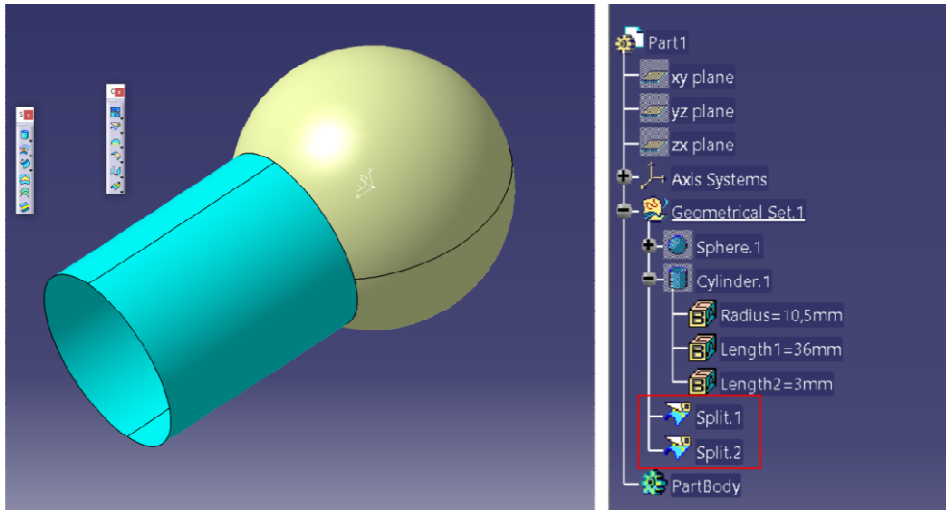 Part1
xy plane
yz plane
zx plane
Axis Systems
Geometrical Set.1
Sphere.1
Cylinder.1
Radius=10,5mm
Length1=36mm
Length2=3mm
Split.1
Split.2
PartBody